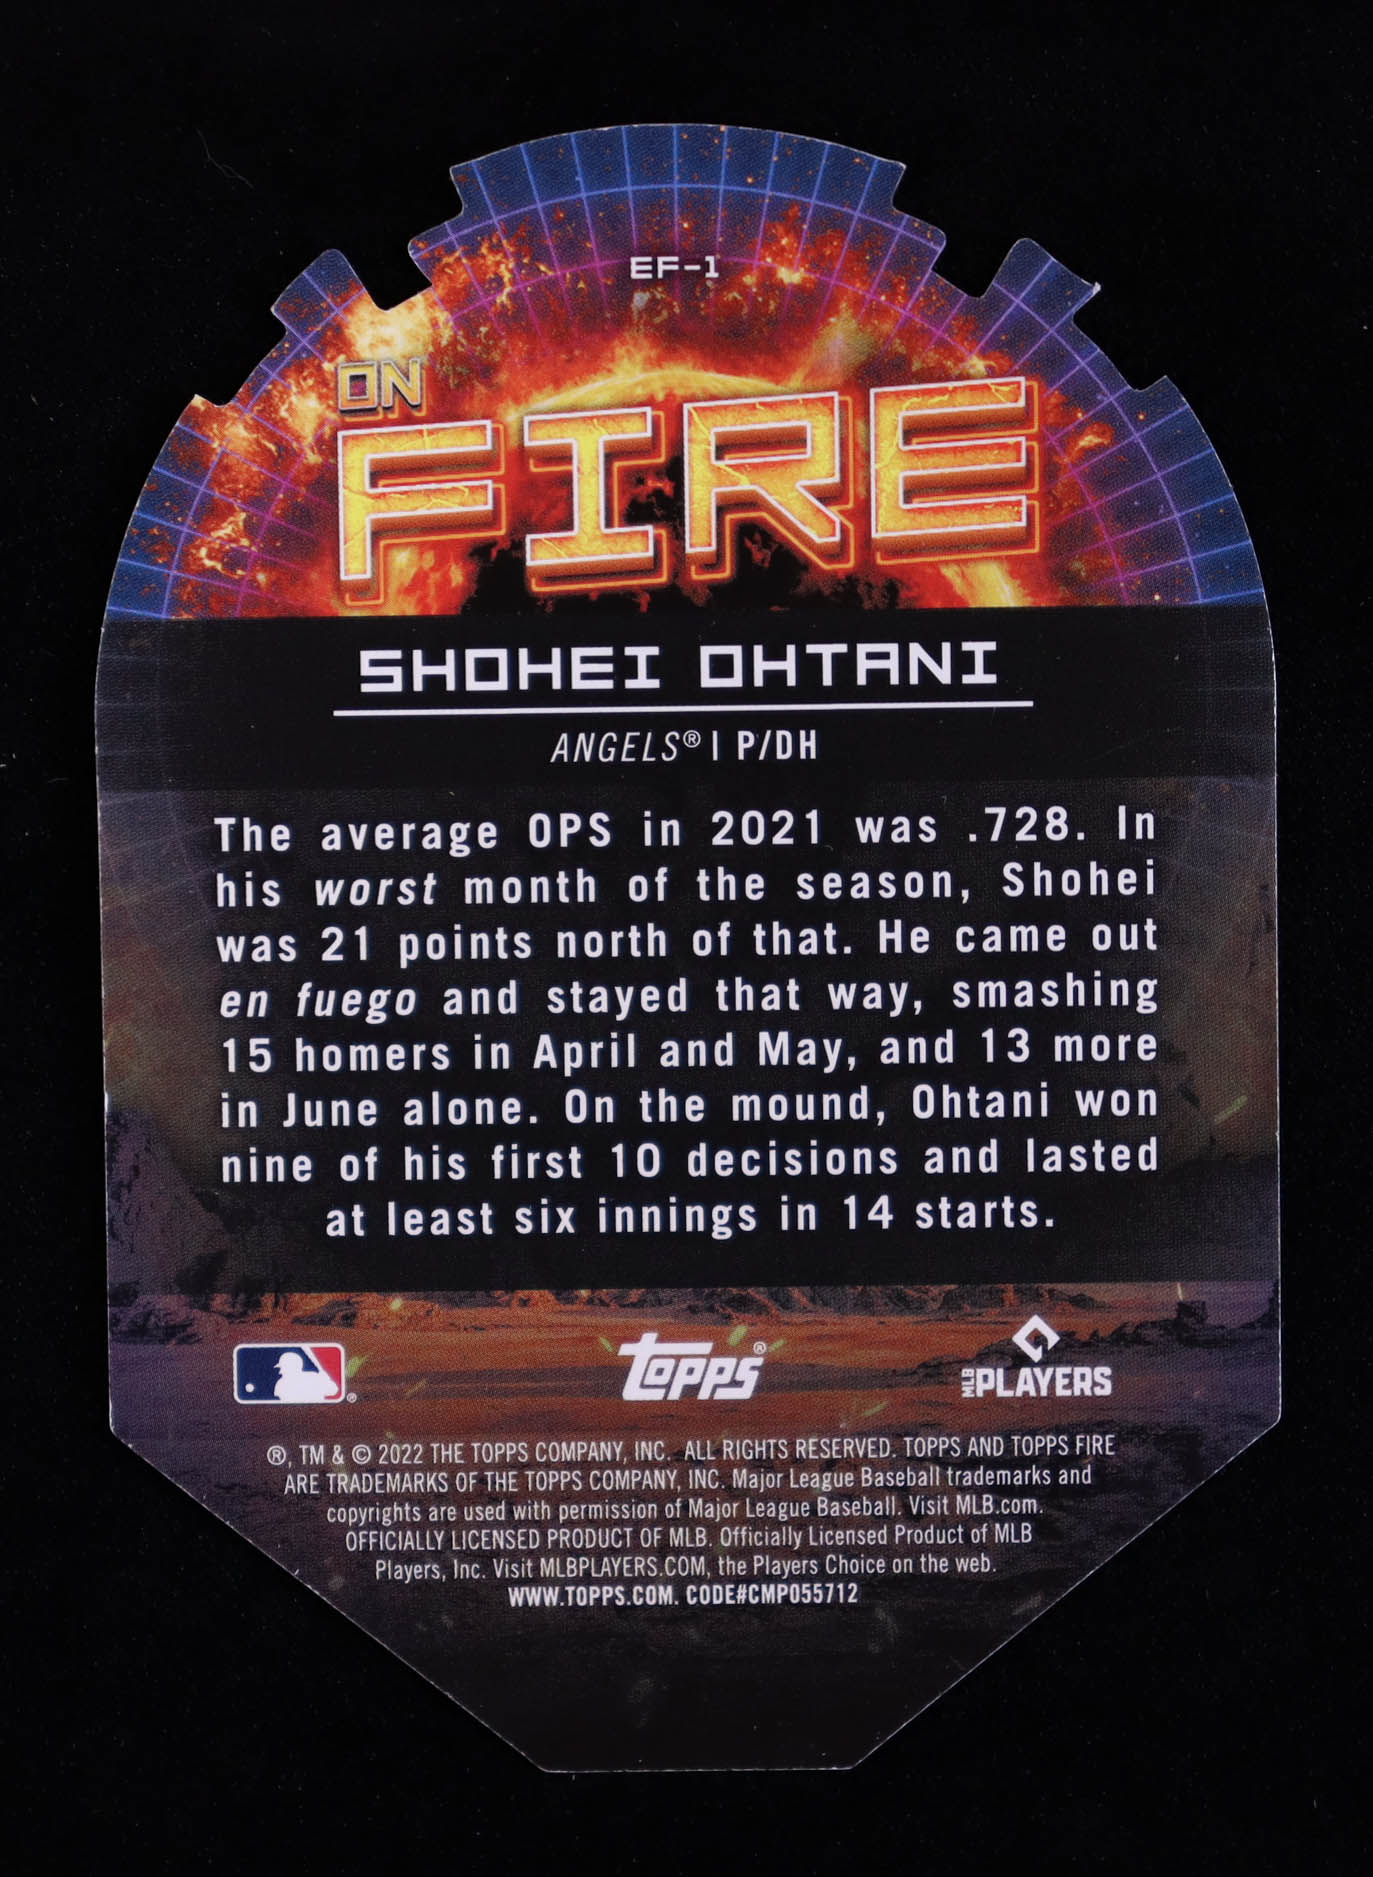 EF-1
ON
FIRE
SHOHEI OHTANI
ANGELS® | P/DH
The average OPS in 2021 was .728. In
his worst month of the season, Shohei
was 21 points north of that. He came out
en fuego and stayed that way, smashing
15 homers in April and May, and 13 more
in June alone. On the mound, Ohtani won
nine of his first 10 decisions and lasted
at least six innings in 14 starts.
® topps® MLB PLAYERS
®, TM & © 2022 THE TOPPS COMPANY, INC. ALL RIGHTS RESERVED. TOPPS AND TOPPS FIRE
ARE TRADEMARKS OF THE TOPPS COMPANY, INC. Major League Baseball trademarks and
copyrights are used with permission of Major League Baseball. Visit MLB.com.
OFFICIALLY LICENSED PRODUCT OF MLB. Officially Licensed Product of MLB
Players, Inc. Visit MLBPLAYERS.COM, the Players Choice on the web.
WWW.TOPPS.COM. CODE#CMP055712